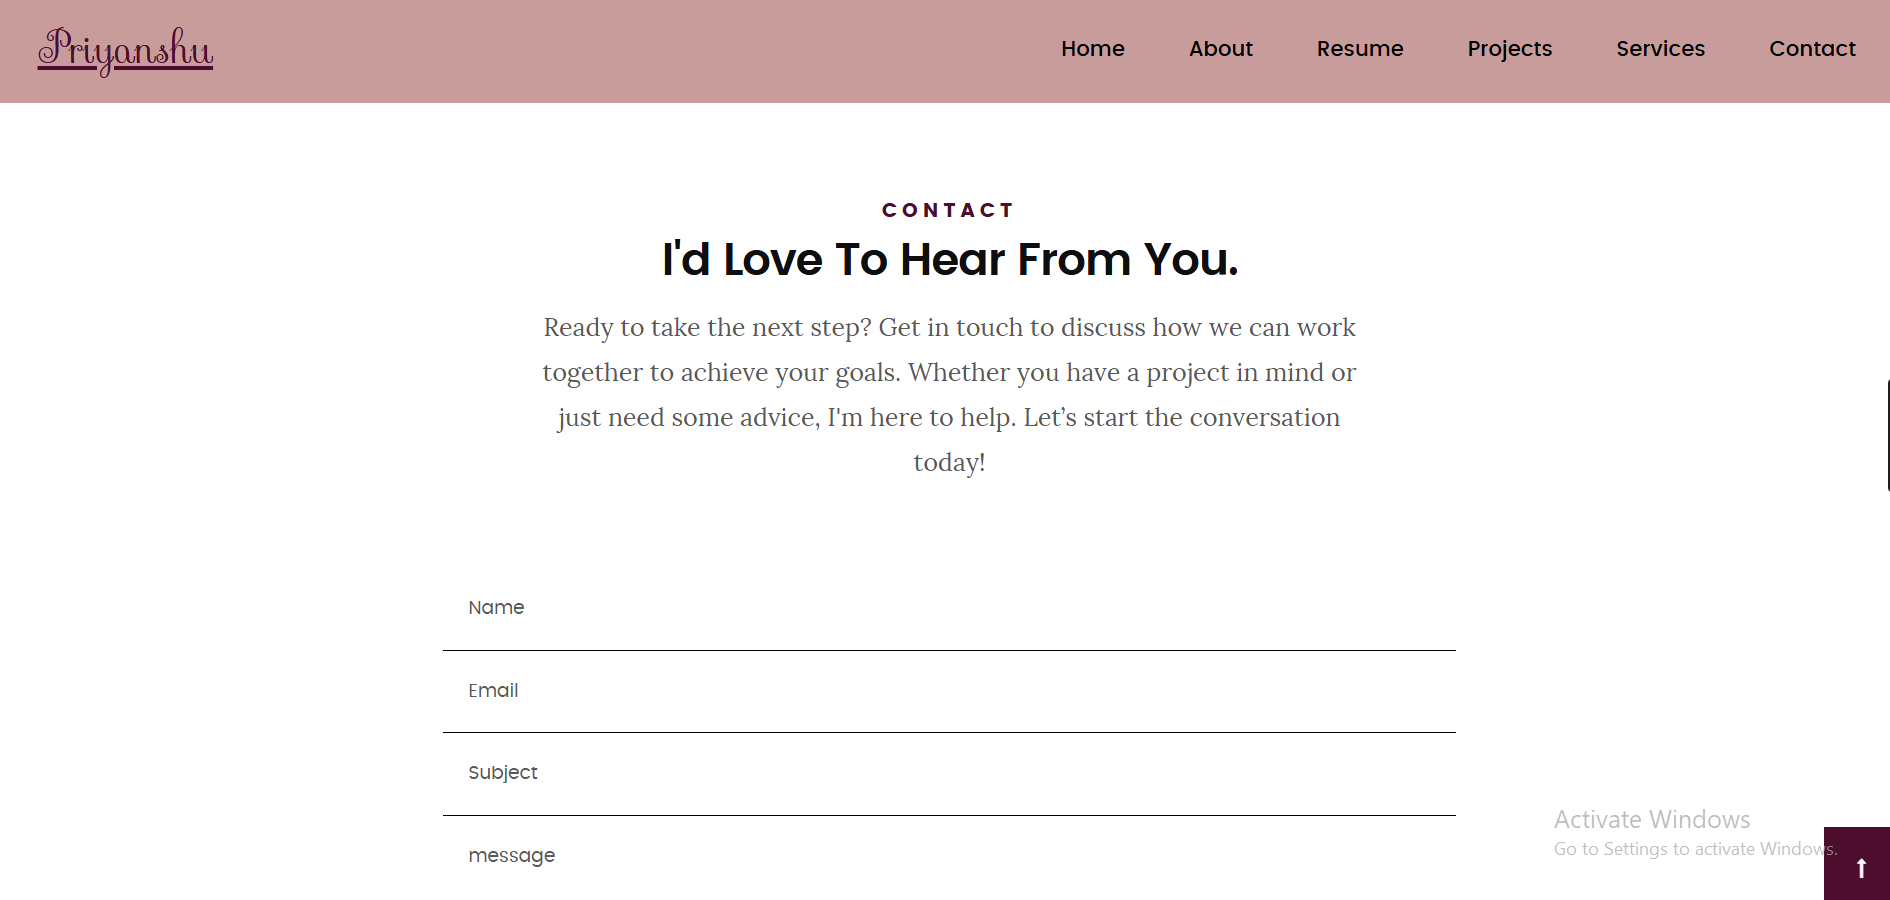 Priyanshu
Home About Resume Projects Services Contact
CONTACT
I'd Love To Hear From You.
Ready to take the next step? Get in touch to discuss how we can work
together to achieve your goals. Whether you have a project in mind or
just need some advice, I'm here to help. Let’s start the conversation
today!
Name
Email
Subject
message
Activate Windows
Go to Settings to activate Windows.